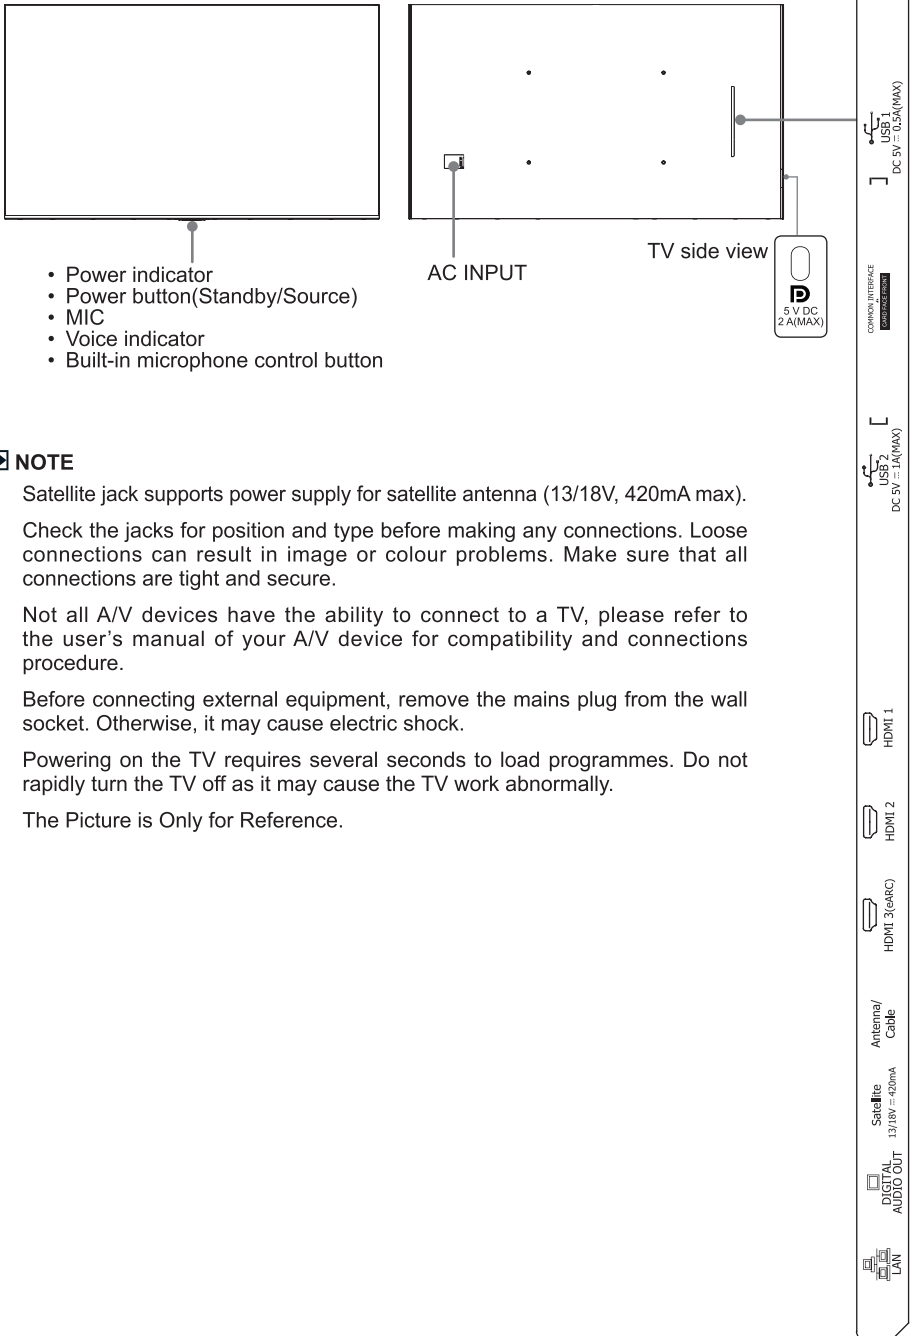 • Power indicator
• Power button(Standby/Source)
• MIC
• Voice indicator
• Built-in microphone control button
AC INPUT
TV side view
5 V DC
2 A(MAX)
NOTE
Satellite jack supports power supply for satellite antenna (13/18V, 420mA max).
Check the jacks for position and type before making any connections. Loose
connections can result in image or colour problems. Make sure that all
connections are tight and secure.
Not all A/V devices have the ability to connect to a TV, please refer to
the user’s manual of your A/V device for compatibility and connections
procedure.
Before connecting external equipment, remove the mains plug from the wall
socket. Otherwise, it may cause electric shock.
Powering on the TV requires several seconds to load programmes. Do not
rapidly turn the TV off as it may cause the TV work abnormally.
The Picture is Only for Reference.
USB 1
DC 5V ⎓ 0.5A(MAX)
COMMON INTERFACE
CARD FACE FRONT
USB 2
DC 5V ⎓ 1A(MAX)
HDMI 1
HDMI 2
HDMI 3(eARC)
Antenna/
Cable
Satellite
13/18V ⎓ 420mA
DIGITAL
AUDIO OUT
LAN